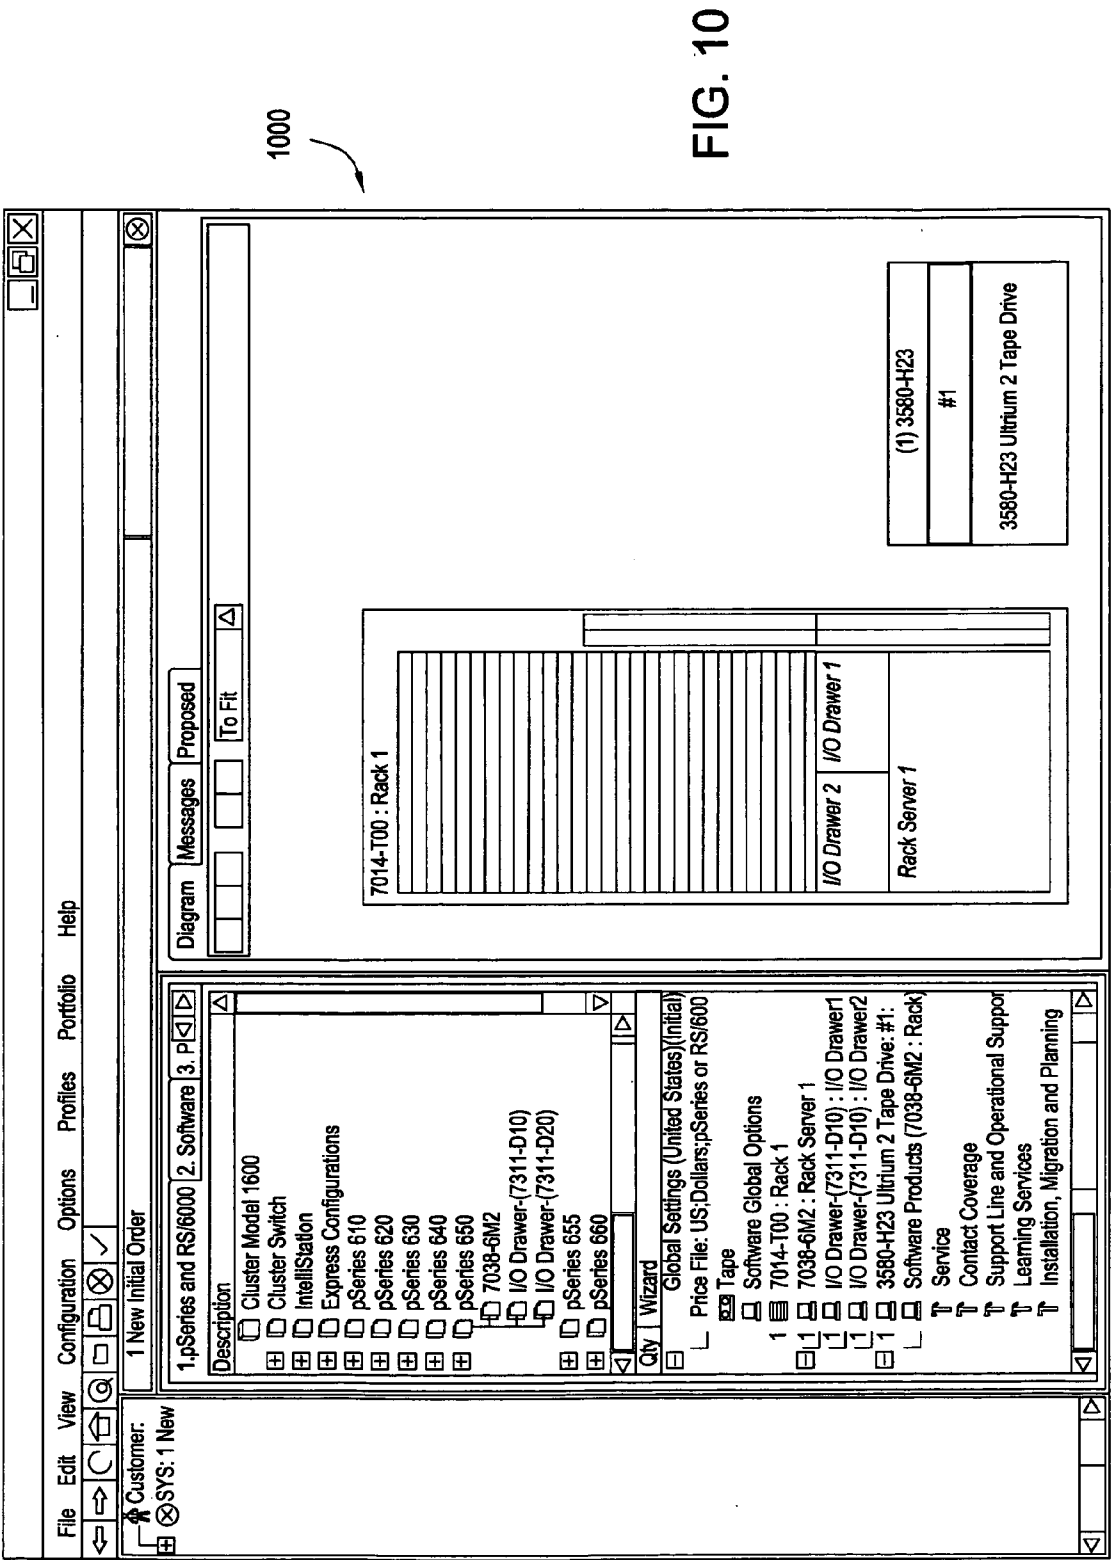 File Edit View Configuration Options Profiles Portfolio Help
Customer:
SYS: 1 New
1 New Initial Order
1.pSeries and RS/6000 2. Software 3. P
Description
Cluster Model 1600
Cluster Switch
IntelliStation
Express Configurations
pSeries 610
pSeries 620
pSeries 630
pSeries 640
pSeries 650
7038-6M2
I/O Drawer-(7311-D10)
I/O Drawer-(7311-D20)
pSeries 655
pSeries 660
Qty Wizard
Global Settings (United States)(Initial)
Price File: US;Dollars;pSeries or RS/600
Tape
Software Global Options
1 7014-T00 : Rack 1
1 7038-6M2 : Rack Server 1
1 I/O Drawer-(7311-D10) : I/O Drawer1
1 I/O Drawer-(7311-D10) : I/O Drawer2
1 3580-H23 Ultrium 2 Tape Drive: #1:
Software Products (7038-6M2 : Rack)
Service
Contact Coverage
Support Line and Operational Suppor
Learning Services
Installation, Migration and Planning
Diagram Messages Proposed
To Fit
7014-T00 : Rack 1
I/O Drawer 2 I/O Drawer 1
Rack Server 1
(1) 3580-H23
#1
3580-H23 Ultrium 2 Tape Drive
1000
FIG. 10